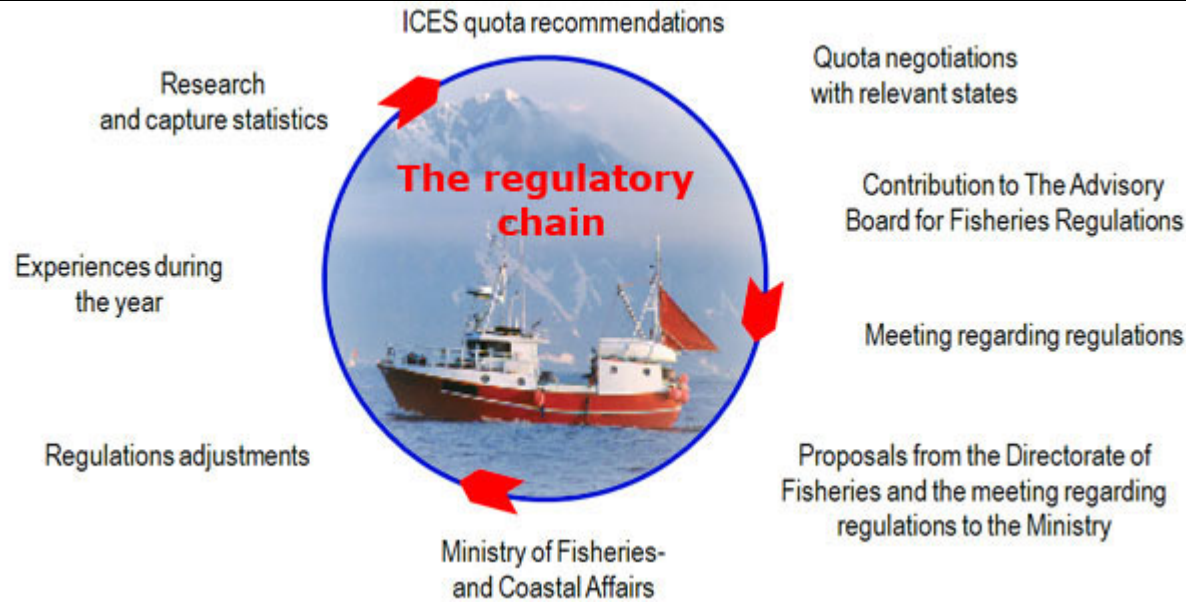 ICES quota recommendations
Quota negotiations
with relevant states
Contribution to The Advisory
Board for Fisheries Regulations
Meeting regarding regulations
Proposals from the Directorate of
Fisheries and the meeting regarding
regulations to the Ministry
Ministry of Fisheries-
and Coastal Affairs
Regulations adjustments
Experiences during
the year
Research
and capture statistics
The regulatory
chain